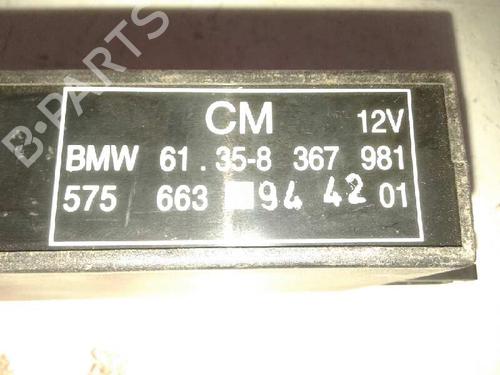 B-PARTS
CM 12V
BMW 61.35-8 367 981
575 663 94 42 01